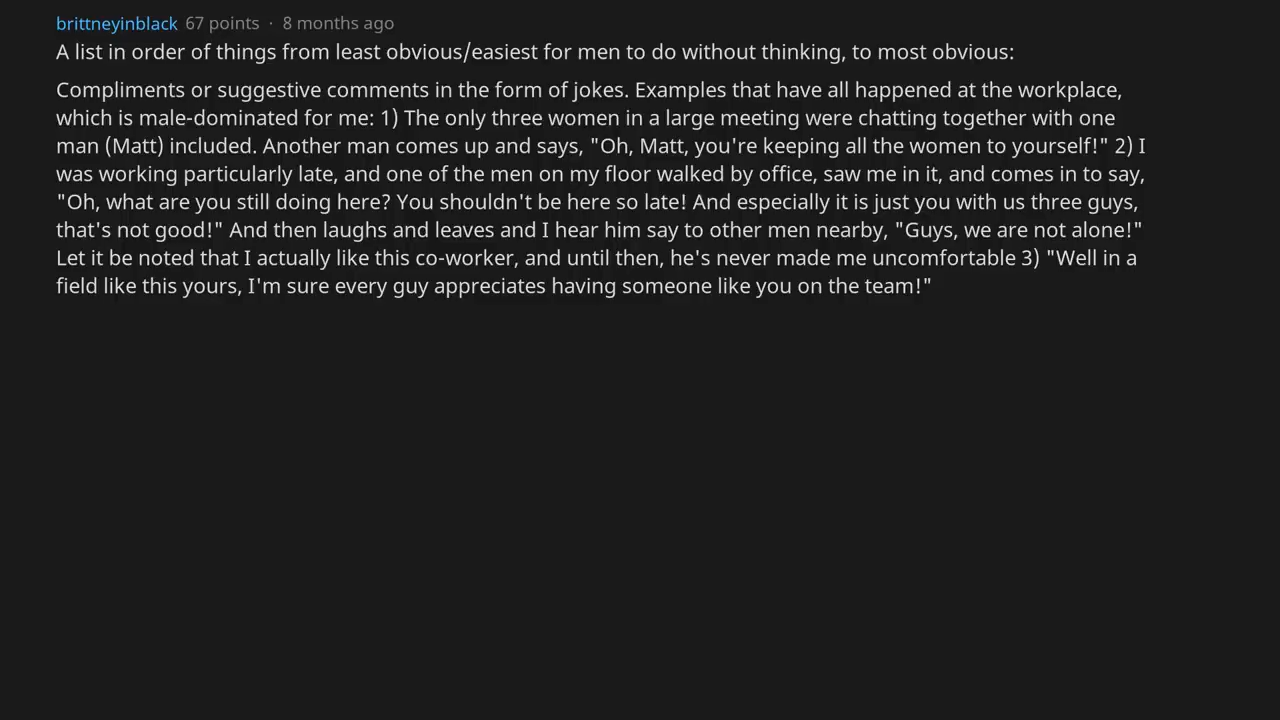 brittneyinblack 67 points · 8 months ago
A list in order of things from least obvious/easiest for men to do without thinking, to most obvious:
Compliments or suggestive comments in the form of jokes. Examples that have all happened at the workplace,
which is male-dominated for me: 1) The only three women in a large meeting were chatting together with one
man (Matt) included. Another man comes up and says, "Oh, Matt, you're keeping all the women to yourself!" 2) I
was working particularly late, and one of the men on my floor walked by office, saw me in it, and comes in to say,
"Oh, what are you still doing here? You shouldn't be here so late! And especially it is just you with us three guys,
that's not good!" And then laughs and leaves and I hear him say to other men nearby, "Guys, we are not alone!"
Let it be noted that I actually like this co-worker, and until then, he's never made me uncomfortable 3) "Well in a
field like this yours, I'm sure every guy appreciates having someone like you on the team!"